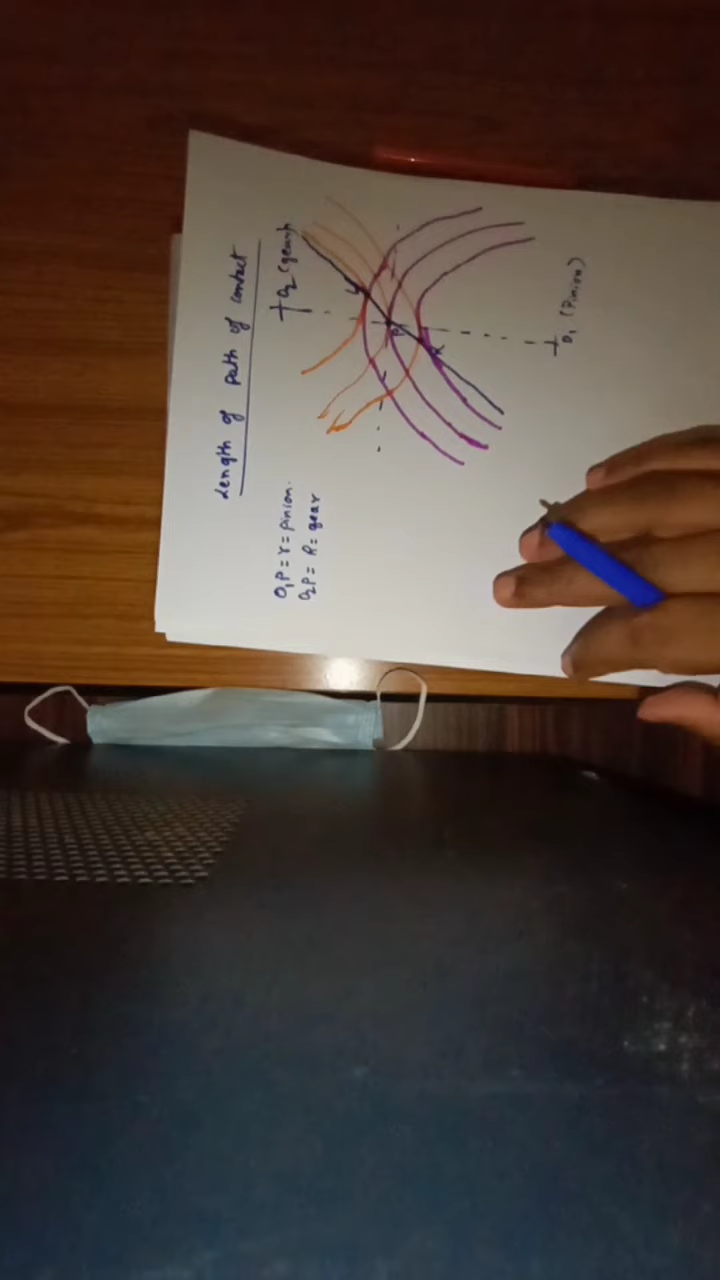 Length of path of contact
O2 (gear)
L
P
K
O1 (Pinion)
O1P = r = pinion.
O2P = R = gear